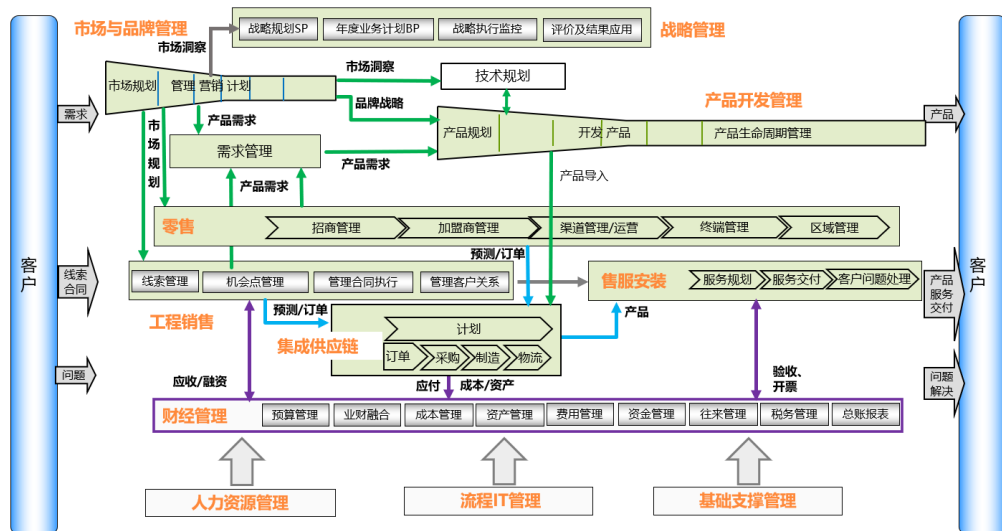 市场与品牌管理
战略规划SP
年度业务计划BP
战略执行监控
评价及结果应用
战略管理
市场洞察
市场规划
管理 营销 计划
市场洞察
技术规划
品牌战略
产品开发管理
需求
产品需求
市场规划
产品规划
开发 产品
产品生命周期管理
产品
需求管理
产品需求
产品需求
产品导入
零售
招商管理
加盟商管理
渠道管理/运营
终端管理
区域管理
预测/订单
客户
线索
合同
线索管理
机会点管理
管理合同执行
管理客户关系
售服安装
服务规划
服务交付
客户问题处理
产品
服务
交付
客户
工程销售
预测/订单
产品
集成供应链
计划
订单
采购
制造
物流
问题
应收/融资
应付
成本/资产
验收、
开票
问题
解决
财经管理
预算管理
业财融合
成本管理
资产管理
费用管理
资金管理
往来管理
税务管理
总账报表
人力资源管理
流程IT管理
基础支撑管理